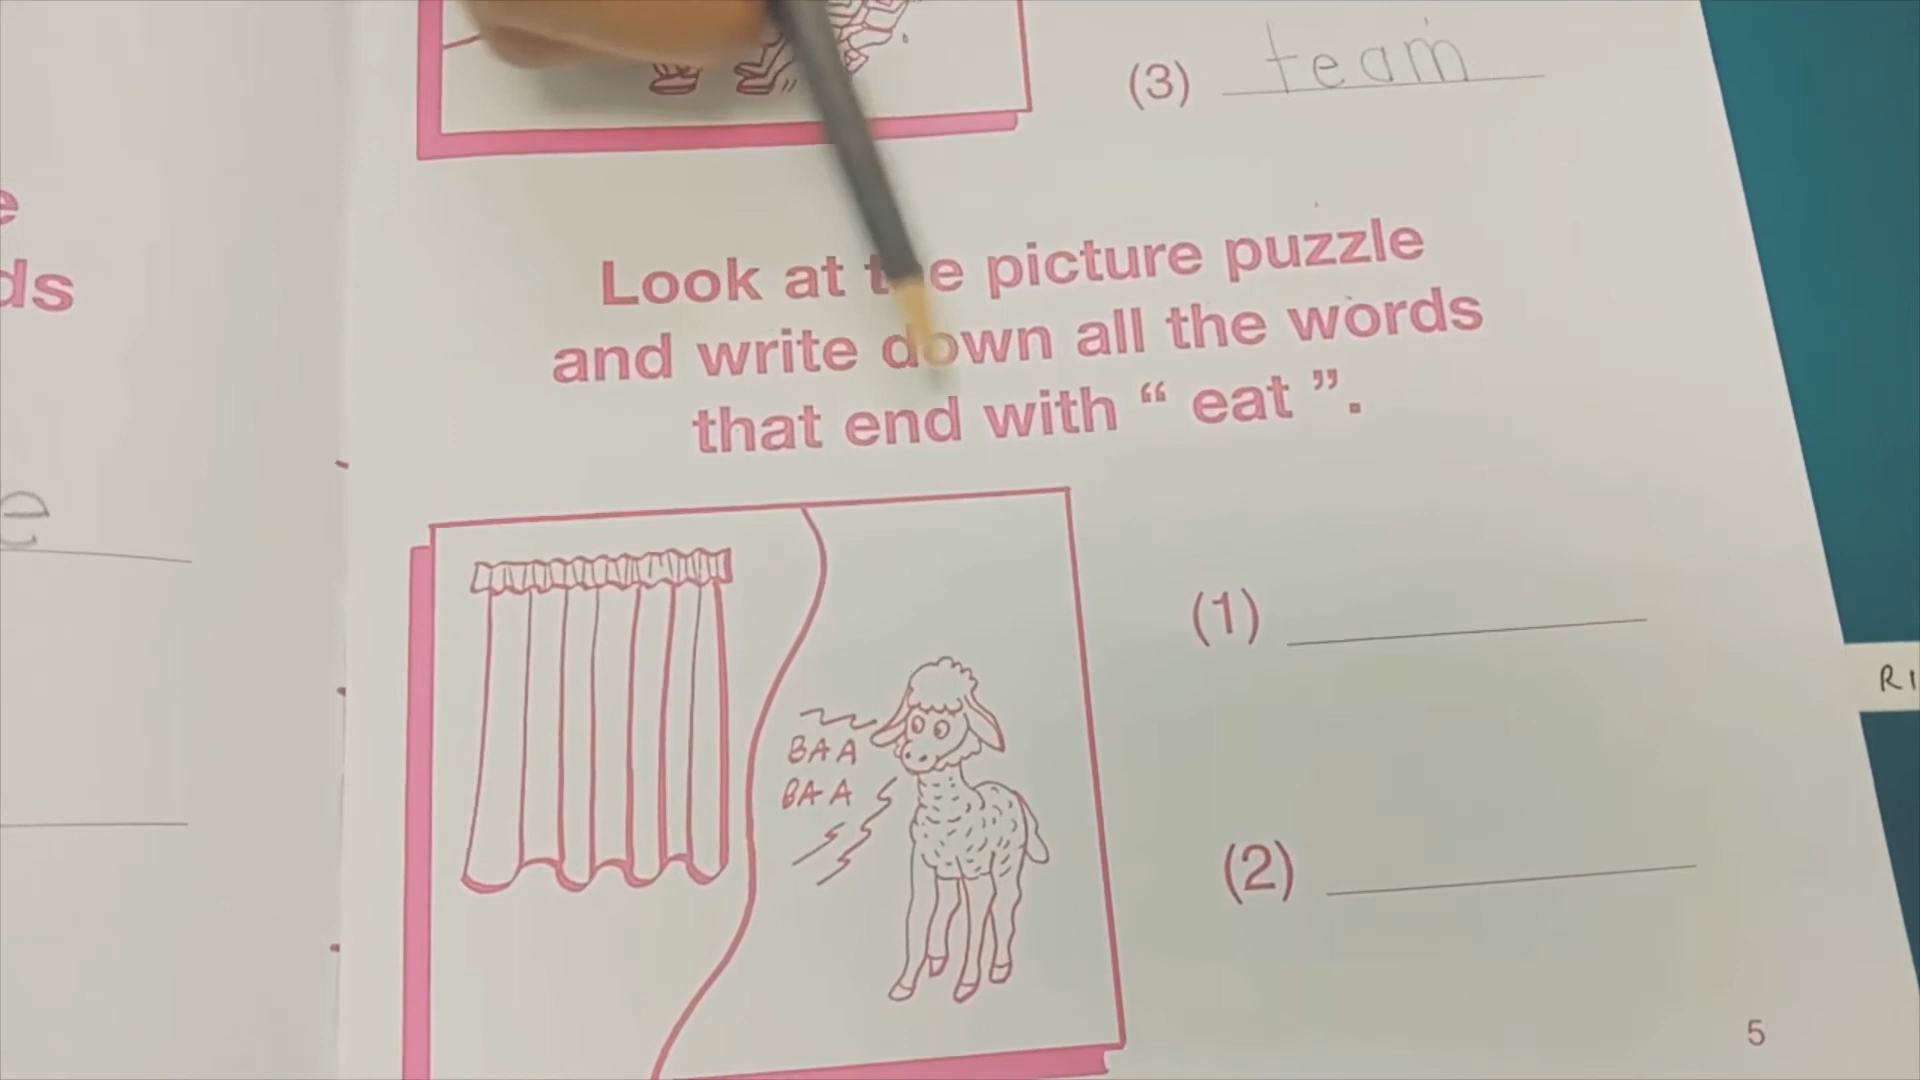 (3) team
Look at the picture puzzle
and write down all the words
that end with “ eat ”.
ds
e
BAA
BAA
(1)
(2)
5